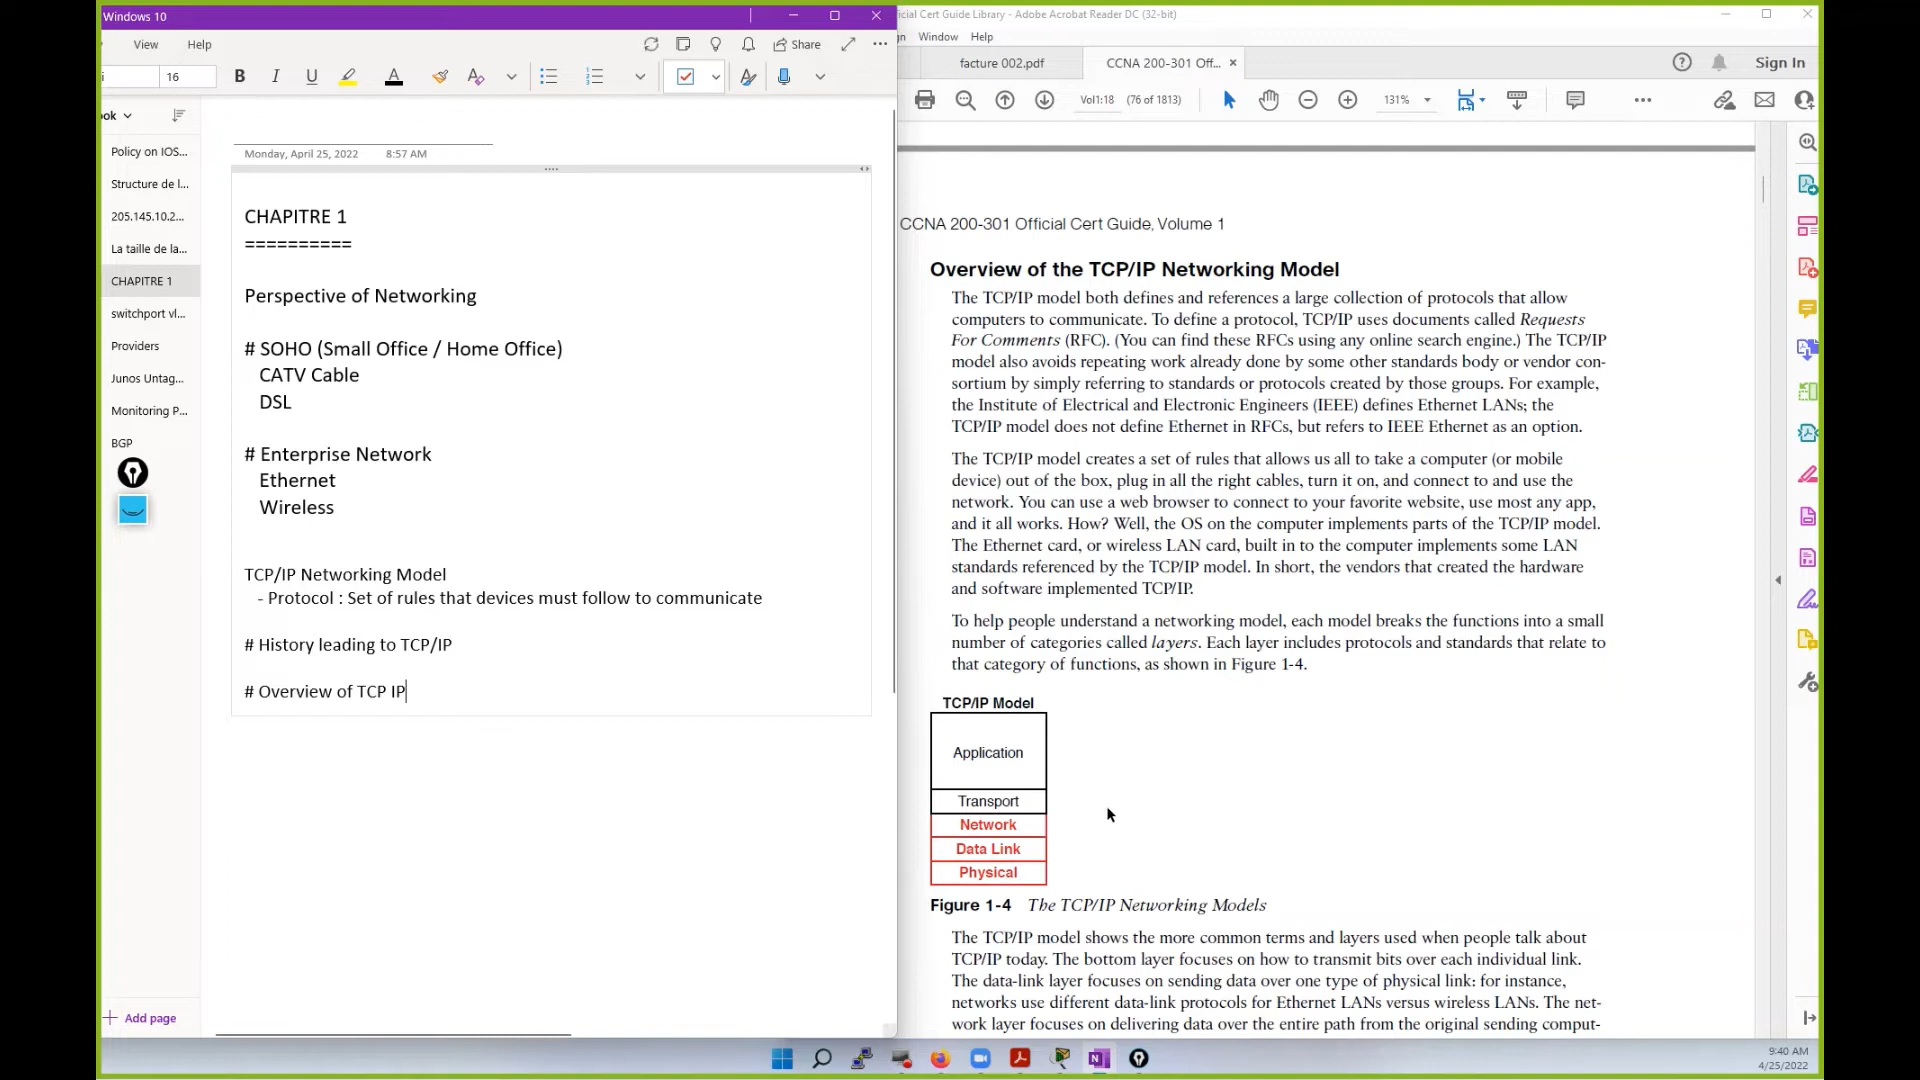 Windows 10
View Help
Share
16
ok
Policy on IOS...
Structure de l...
205.145.10.2...
La taille de la...
CHAPITRE 1
switchport vl...
Providers
Junos Untag...
Monitoring P...
BGP
Add page
Monday, April 25, 2022 8:57 AM
CHAPITRE 1
==========
Perspective of Networking
# SOHO (Small Office / Home Office)
CATV Cable
DSL
# Enterprise Network
Ethernet
Wireless
TCP/IP Networking Model
- Protocol : Set of rules that devices must follow to communicate
# History leading to TCP/IP
# Overview of TCP IP
cial Cert Guide Library - Adobe Acrobat Reader DC (32-bit)
Window Help
facture 002.pdf
CCNA 200-301 Off...
Sign In
Vol1:18 (76 of 1813)
131%
CCNA 200-301 Official Cert Guide, Volume 1
Overview of the TCP/IP Networking Model
The TCP/IP model both defines and references a large collection of protocols that allow
computers to communicate. To define a protocol, TCP/IP uses documents called Requests
For Comments (RFC). (You can find these RFCs using any online search engine.) The TCP/IP
model also avoids repeating work already done by some other standards body or vendor con-
sortium by simply referring to standards or protocols created by those groups. For example,
the Institute of Electrical and Electronic Engineers (IEEE) defines Ethernet LANs; the
TCP/IP model does not define Ethernet in RFCs, but refers to IEEE Ethernet as an option.
The TCP/IP model creates a set of rules that allows us all to take a computer (or mobile
device) out of the box, plug in all the right cables, turn it on, and connect to and use the
network. You can use a web browser to connect to your favorite website, use most any app,
and it all works. How? Well, the OS on the computer implements parts of the TCP/IP model.
The Ethernet card, or wireless LAN card, built in to the computer implements some LAN
standards referenced by the TCP/IP model. In short, the vendors that created the hardware
and software implemented TCP/IP.
To help people understand a networking model, each model breaks the functions into a small
number of categories called layers. Each layer includes protocols and standards that relate to
that category of functions, as shown in Figure 1-4.
TCP/IP Model
Application
Transport
Network
Data Link
Physical
Figure 1-4 The TCP/IP Networking Models
The TCP/IP model shows the more common terms and layers used when people talk about
TCP/IP today. The bottom layer focuses on how to transmit bits over each individual link.
The data-link layer focuses on sending data over one type of physical link: for instance,
networks use different data-link protocols for Ethernet LANs versus wireless LANs. The net-
work layer focuses on delivering data over the entire path from the original sending comput-
9:40 AM
4/25/2022